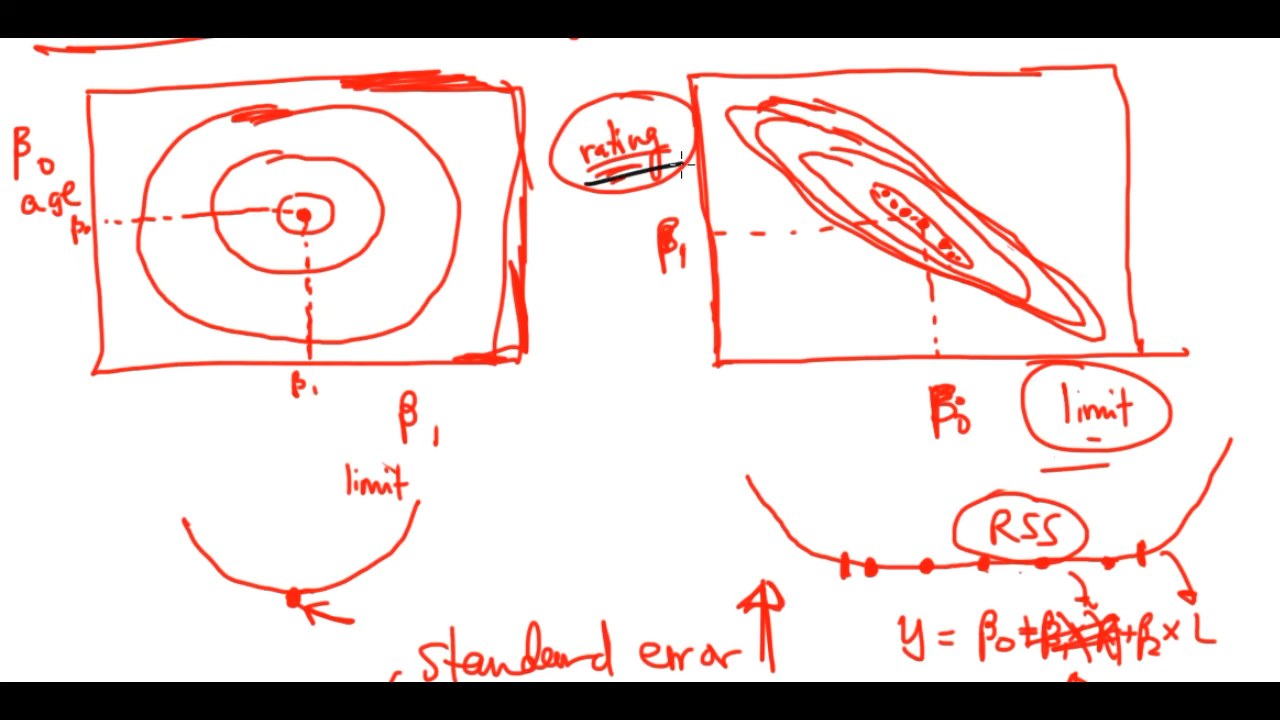 β0
age
β0
β1
β1
limit
rating
β1
β0
limit
RSS
standard error
y = β0 + β2 × L